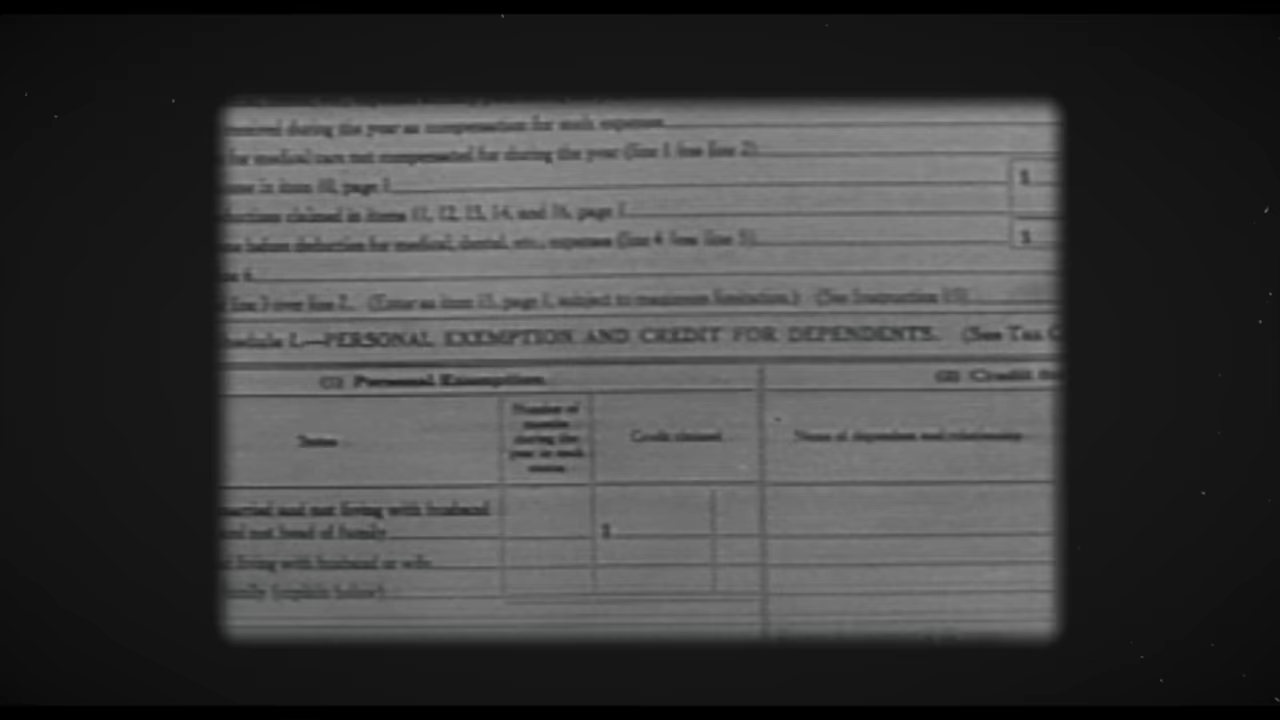 received during the year as compensation for such expenses
for medical care not compensated for during the year (line 1 less line 2)
in item 10, page 1
$
claimed in items 11, 12, 13, 14, and 16, page 1
before deduction for medical, dental, etc., expenses (line 4 less line 5)
$
6
line 3 over line 2. (Enter as item 15, page 1, subject to maximum limitation.) (See Instruction 15)
L.—PERSONAL EXEMPTION AND CREDIT FOR DEPENDENTS. (See Tax
(1) Personal Exemption
(2) Credit
Items
Number of
months
during the
year in such
status
Credit claimed
Name of dependent and relationship
married and not living with husband
and not head of family
$
living with husband or wife
family (explain below)